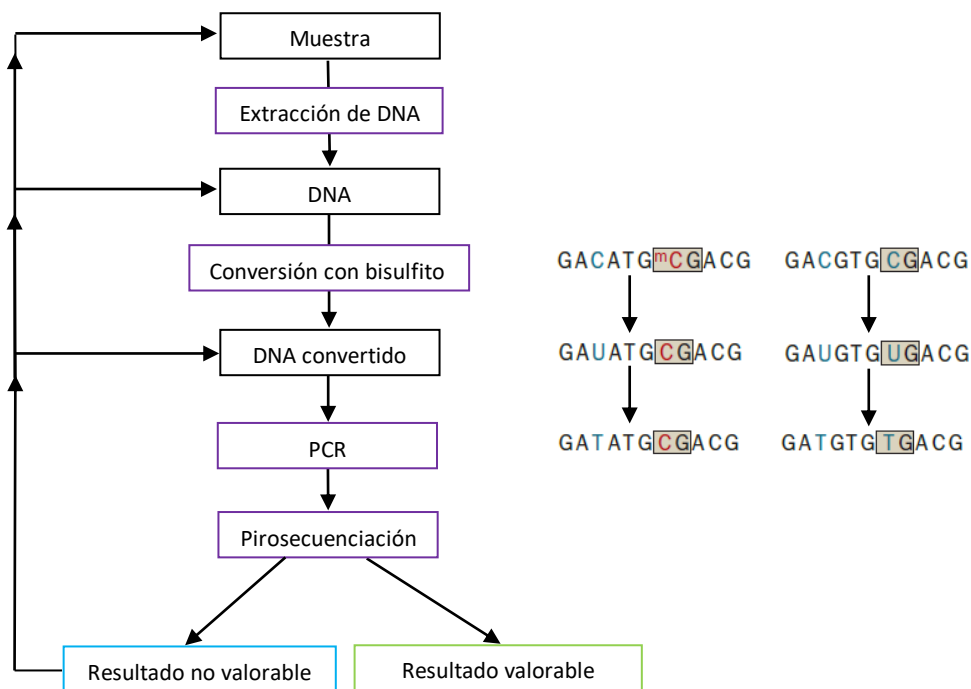 Muestra
Extracción de DNA
DNA
Conversión con bisulfito
DNA convertido
PCR
Pirosecuenciación
Resultado no valorable
Resultado valorable
GACATGmCGACG
GACGTGCGACG
GAUATGCGACG
GAUGTGUGACG
GATATGCGACG
GATGTGTGACG